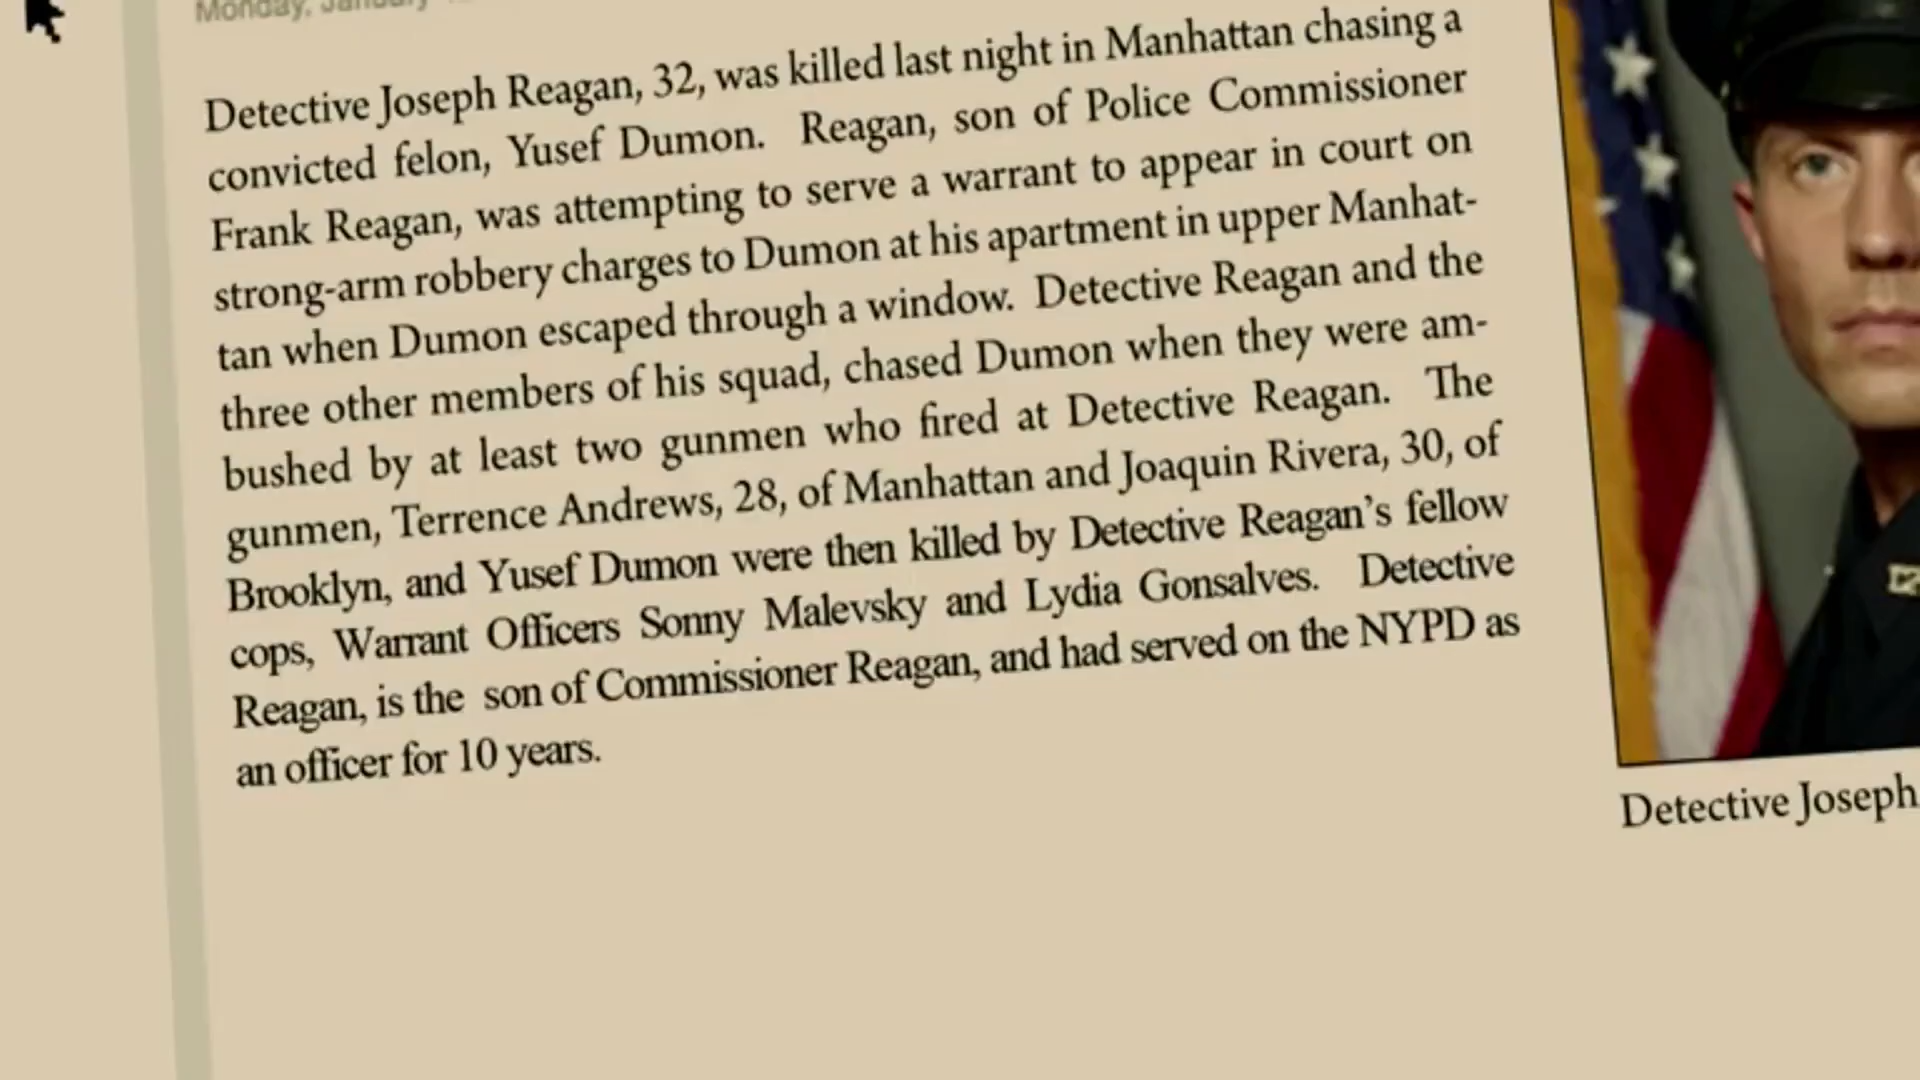 Monday, January
Detective Joseph Reagan, 32, was killed last night in Manhattan chasing a
convicted felon, Yusef Dumon. Reagan, son of Police Commissioner
Frank Reagan, was attempting to serve a warrant to appear in court on
strong-arm robbery charges to Dumon at his apartment in upper Manhat-
tan when Dumon escaped through a window. Detective Reagan and the
three other members of his squad, chased Dumon when they were am-
bushed by at least two gunmen who fired at Detective Reagan. The
gunmen, Terrence Andrews, 28, of Manhattan and Joaquin Rivera, 30, of
Brooklyn, and Yusef Dumon were then killed by Detective Reagan's fellow
cops, Warrant Officers Sonny Malevsky and Lydia Gonsalves. Detective
Reagan, is the son of Commissioner Reagan, and had served on the NYPD as
an officer for 10 years.
Detective Joseph